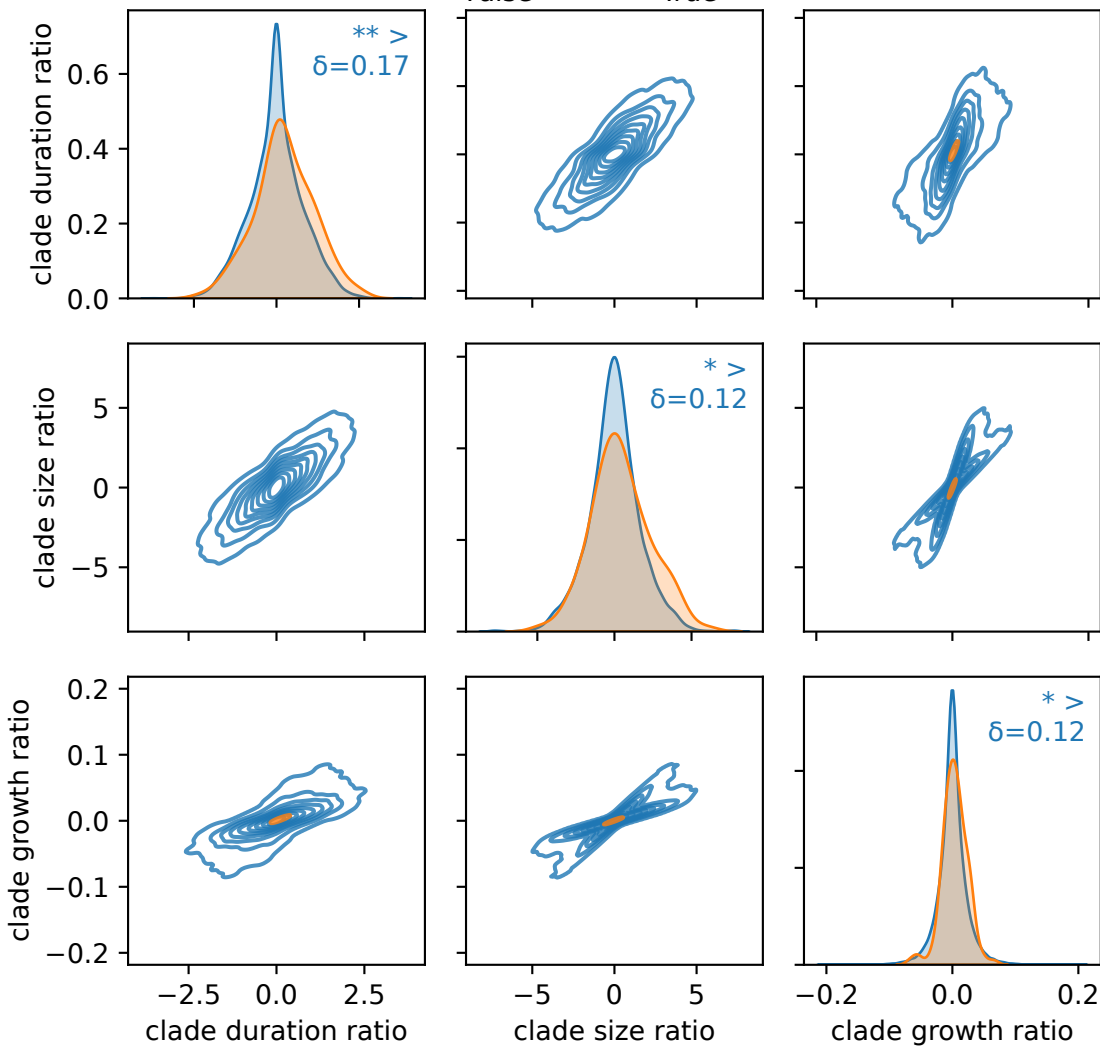 clade duration ratio
0.6
0.4
0.2
0.0
** >
δ=0.17
clade size ratio
5
0
−5
* >
δ=0.12
clade growth ratio
0.2
0.1
0.0
−0.1
−0.2
* >
δ=0.12
−2.5 0.0 2.5
−5 0 5
−0.2 0.0 0.2
clade duration ratio
clade size ratio
clade growth ratio